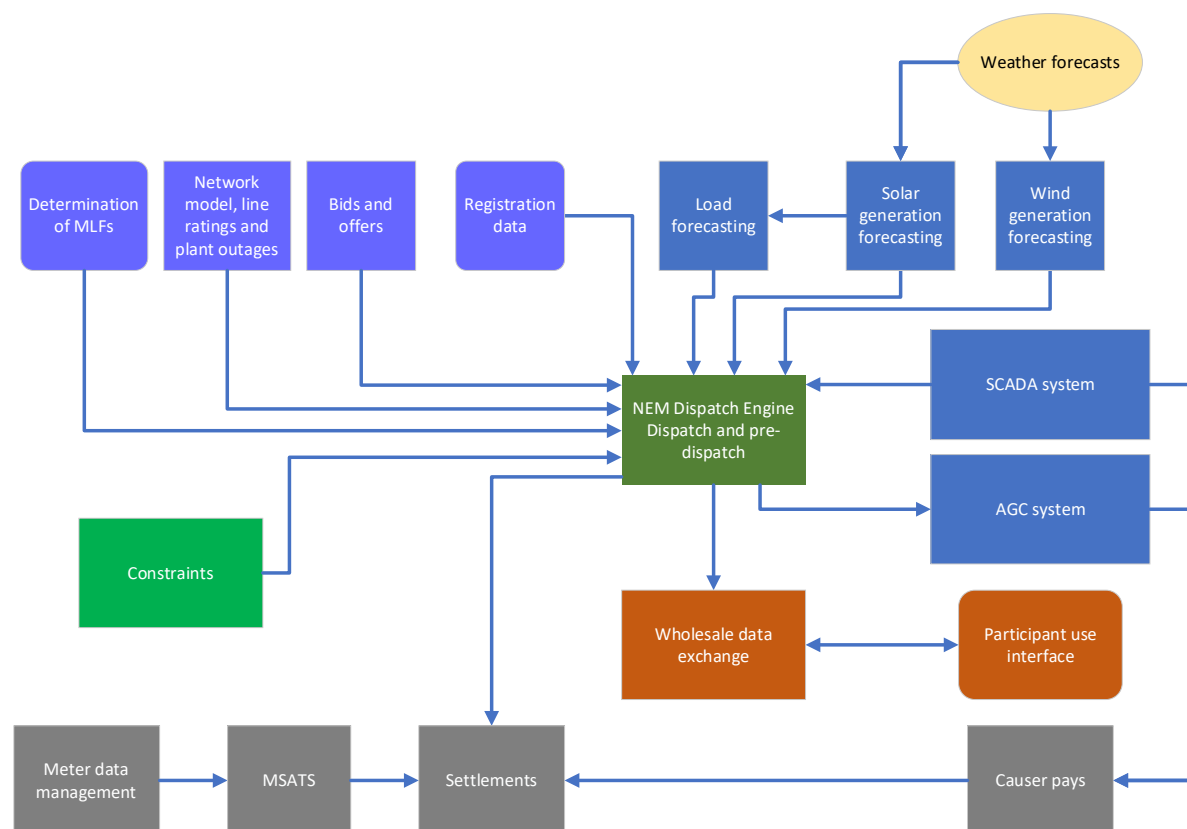 Weather forecasts
Determination
of MLFs
Network
model, line
ratings and
plant outages
Bids and
offers
Registration
data
Load
forecasting
Solar
generation
forecasting
Wind
generation
forecasting
SCADA system
NEM Dispatch Engine
Dispatch and pre-
dispatch
AGC system
Constraints
Wholesale data
exchange
Participant use
interface
Meter data
management
MSATS
Settlements
Causer pays